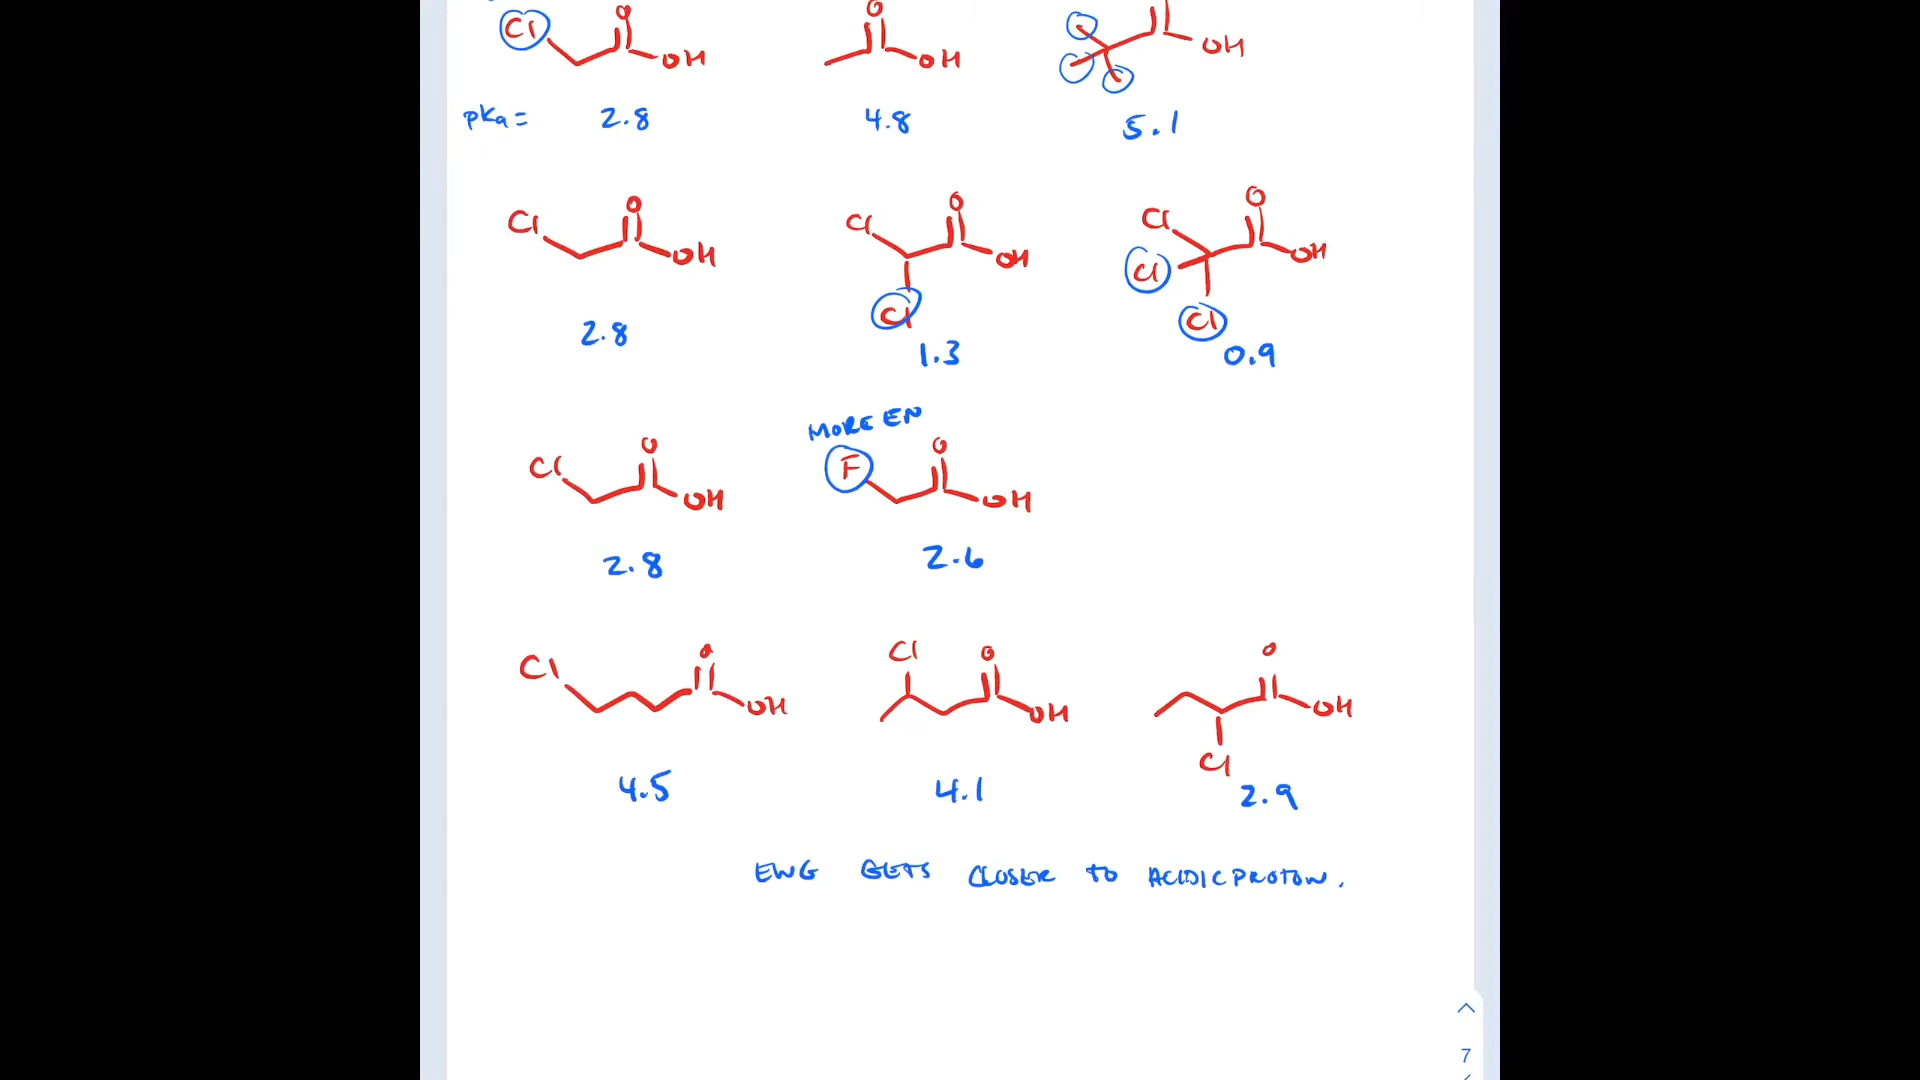 Cl O OH O OH OH
pKa = 2.8 4.8 5.1
Cl O OH Cl O OH Cl Cl O OH Cl Cl
2.8 1.3 0.9
MORE EN
Cl O OH F O OH
2.8 2.6
Cl O OH Cl O OH O OH Cl
4.5 4.1 2.9
EWG GETS CLOSER TO ACIDIC PROTON.
7